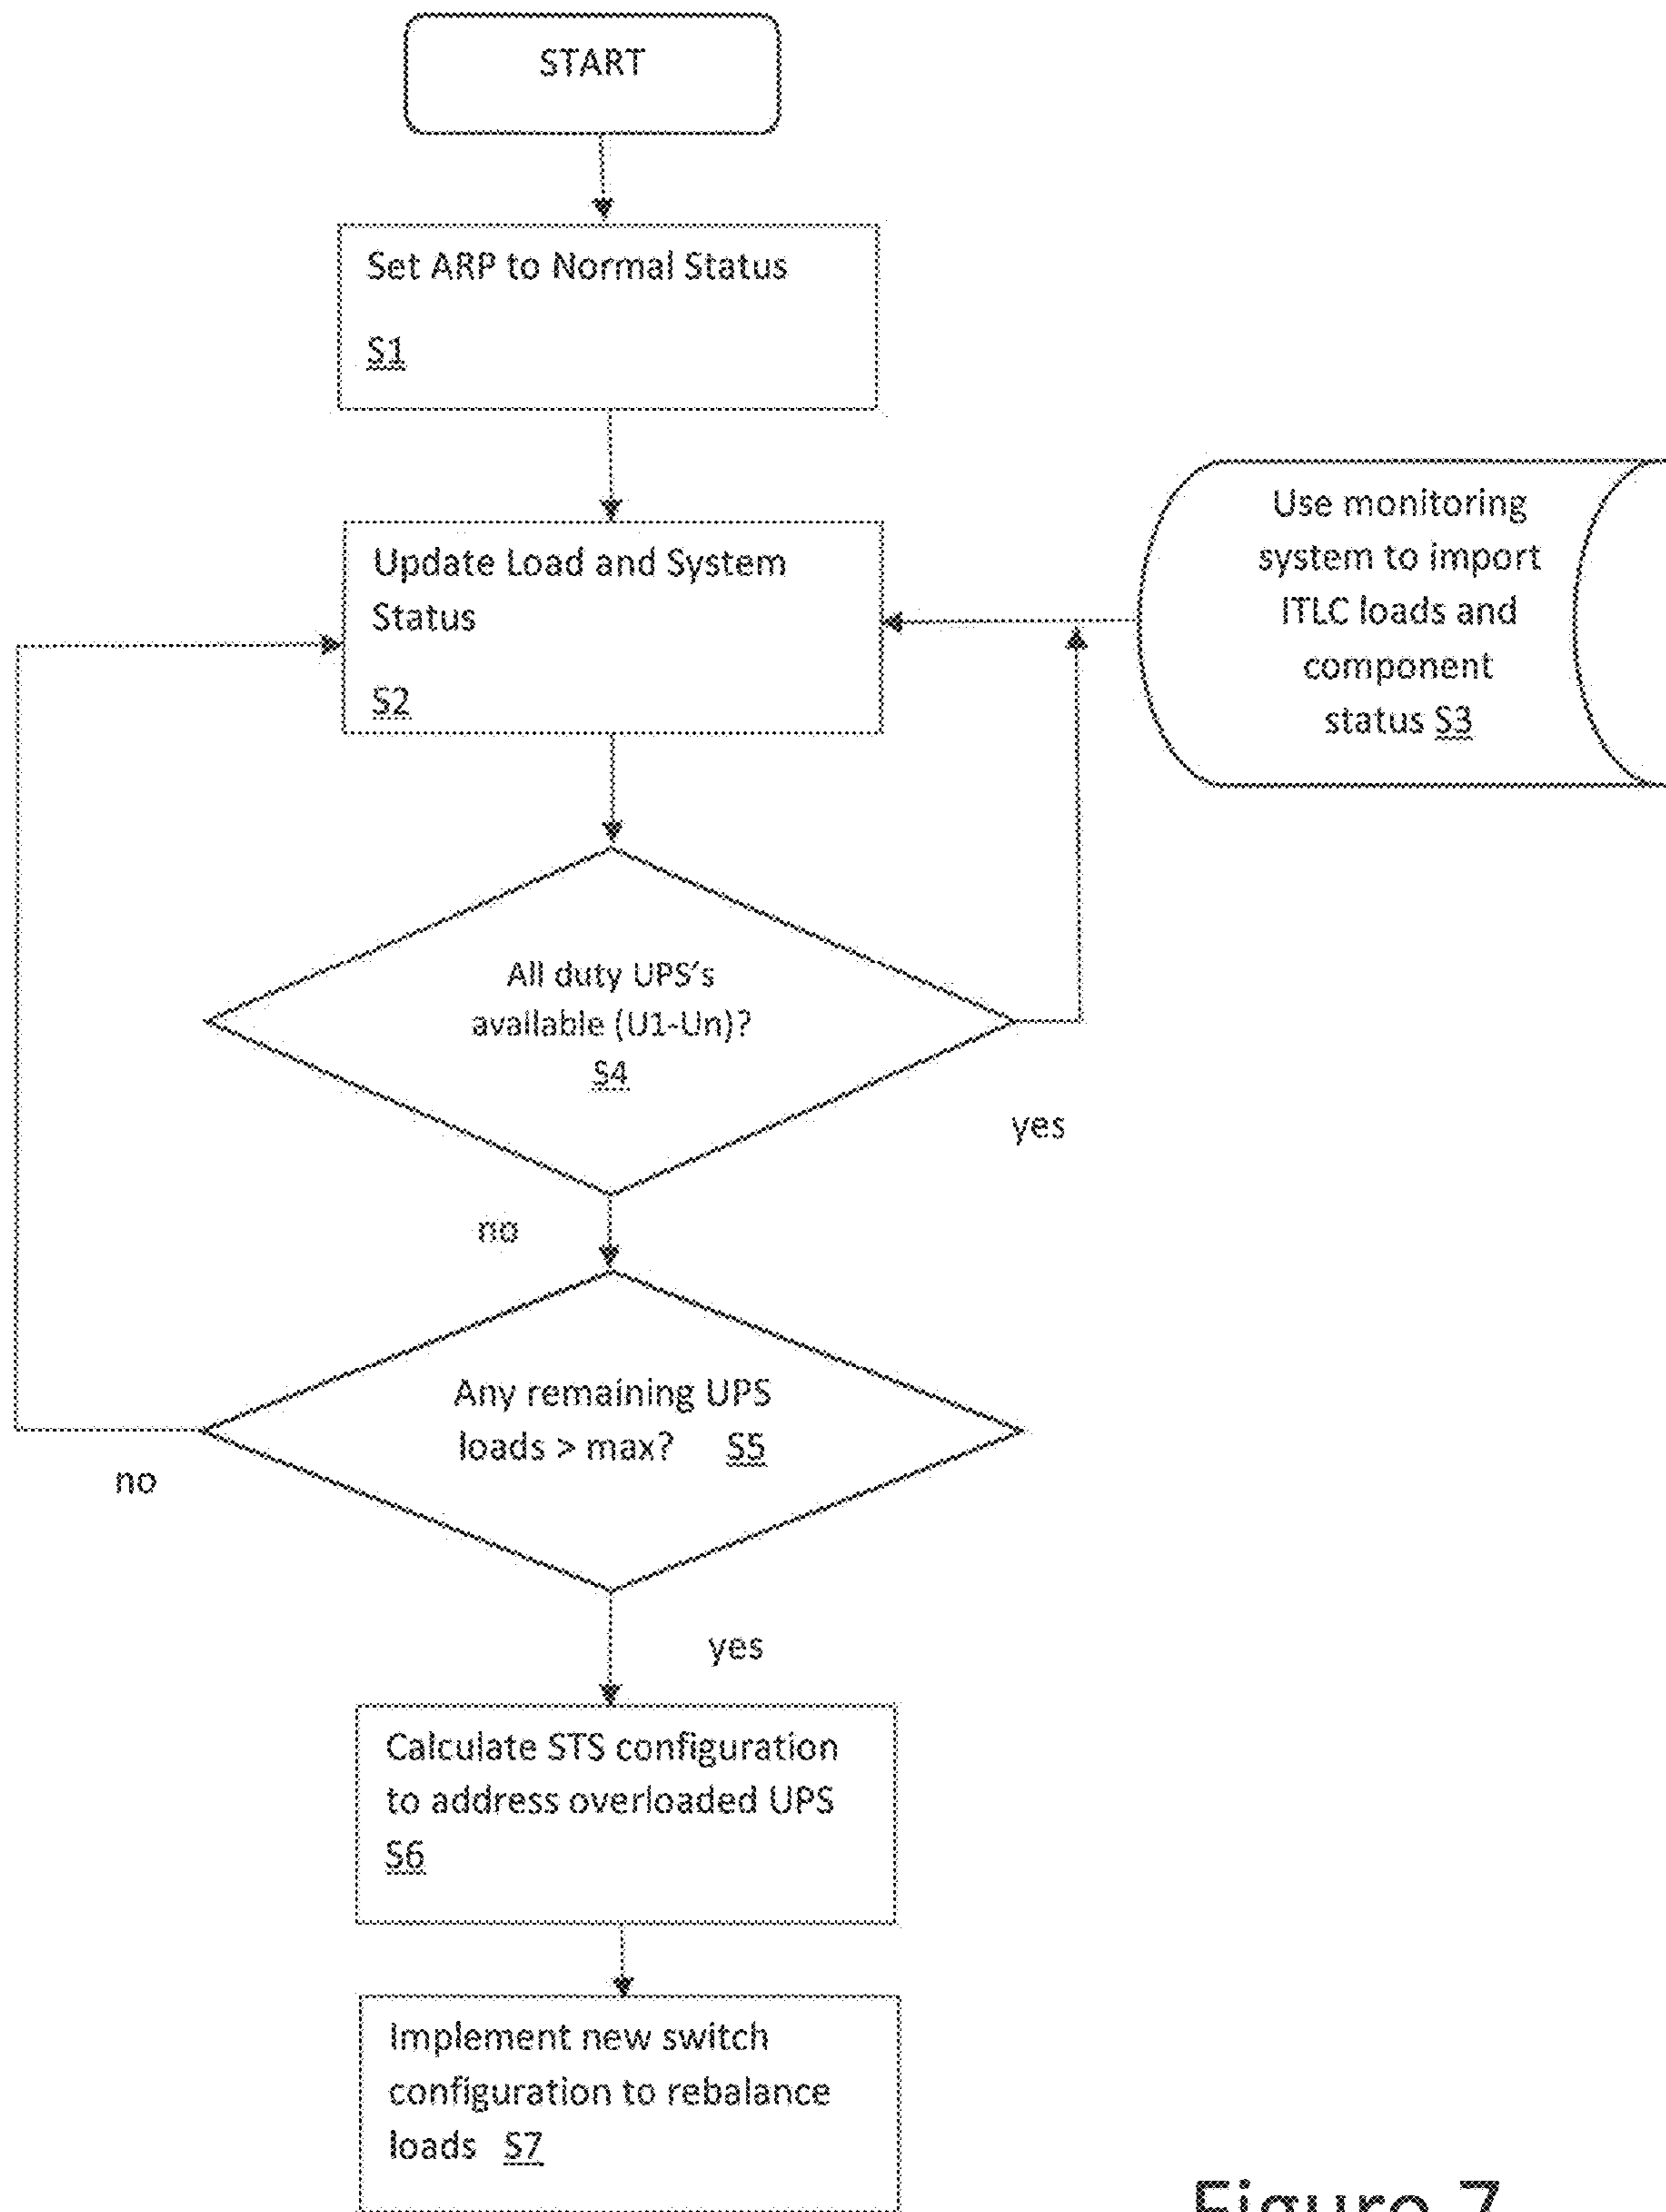 START
Set ARP to Normal Status
S1
Update Load and System
Status
S2
Use monitoring
system to import
ITLC loads and
component
status S3
All duty UPS's
available (U1-Un)?
S4
yes
no
Any remaining UPS
loads > max? S5
no
yes
Calculate STS configuration
to address overloaded UPS
S6
Implement new switch
configuration to rebalance
loads S7
Figure 7